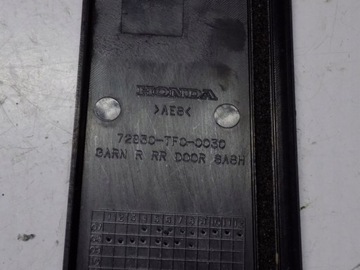 HONDA
>AES<
72930-TF0-0030
GARN R RR DOOR SASH